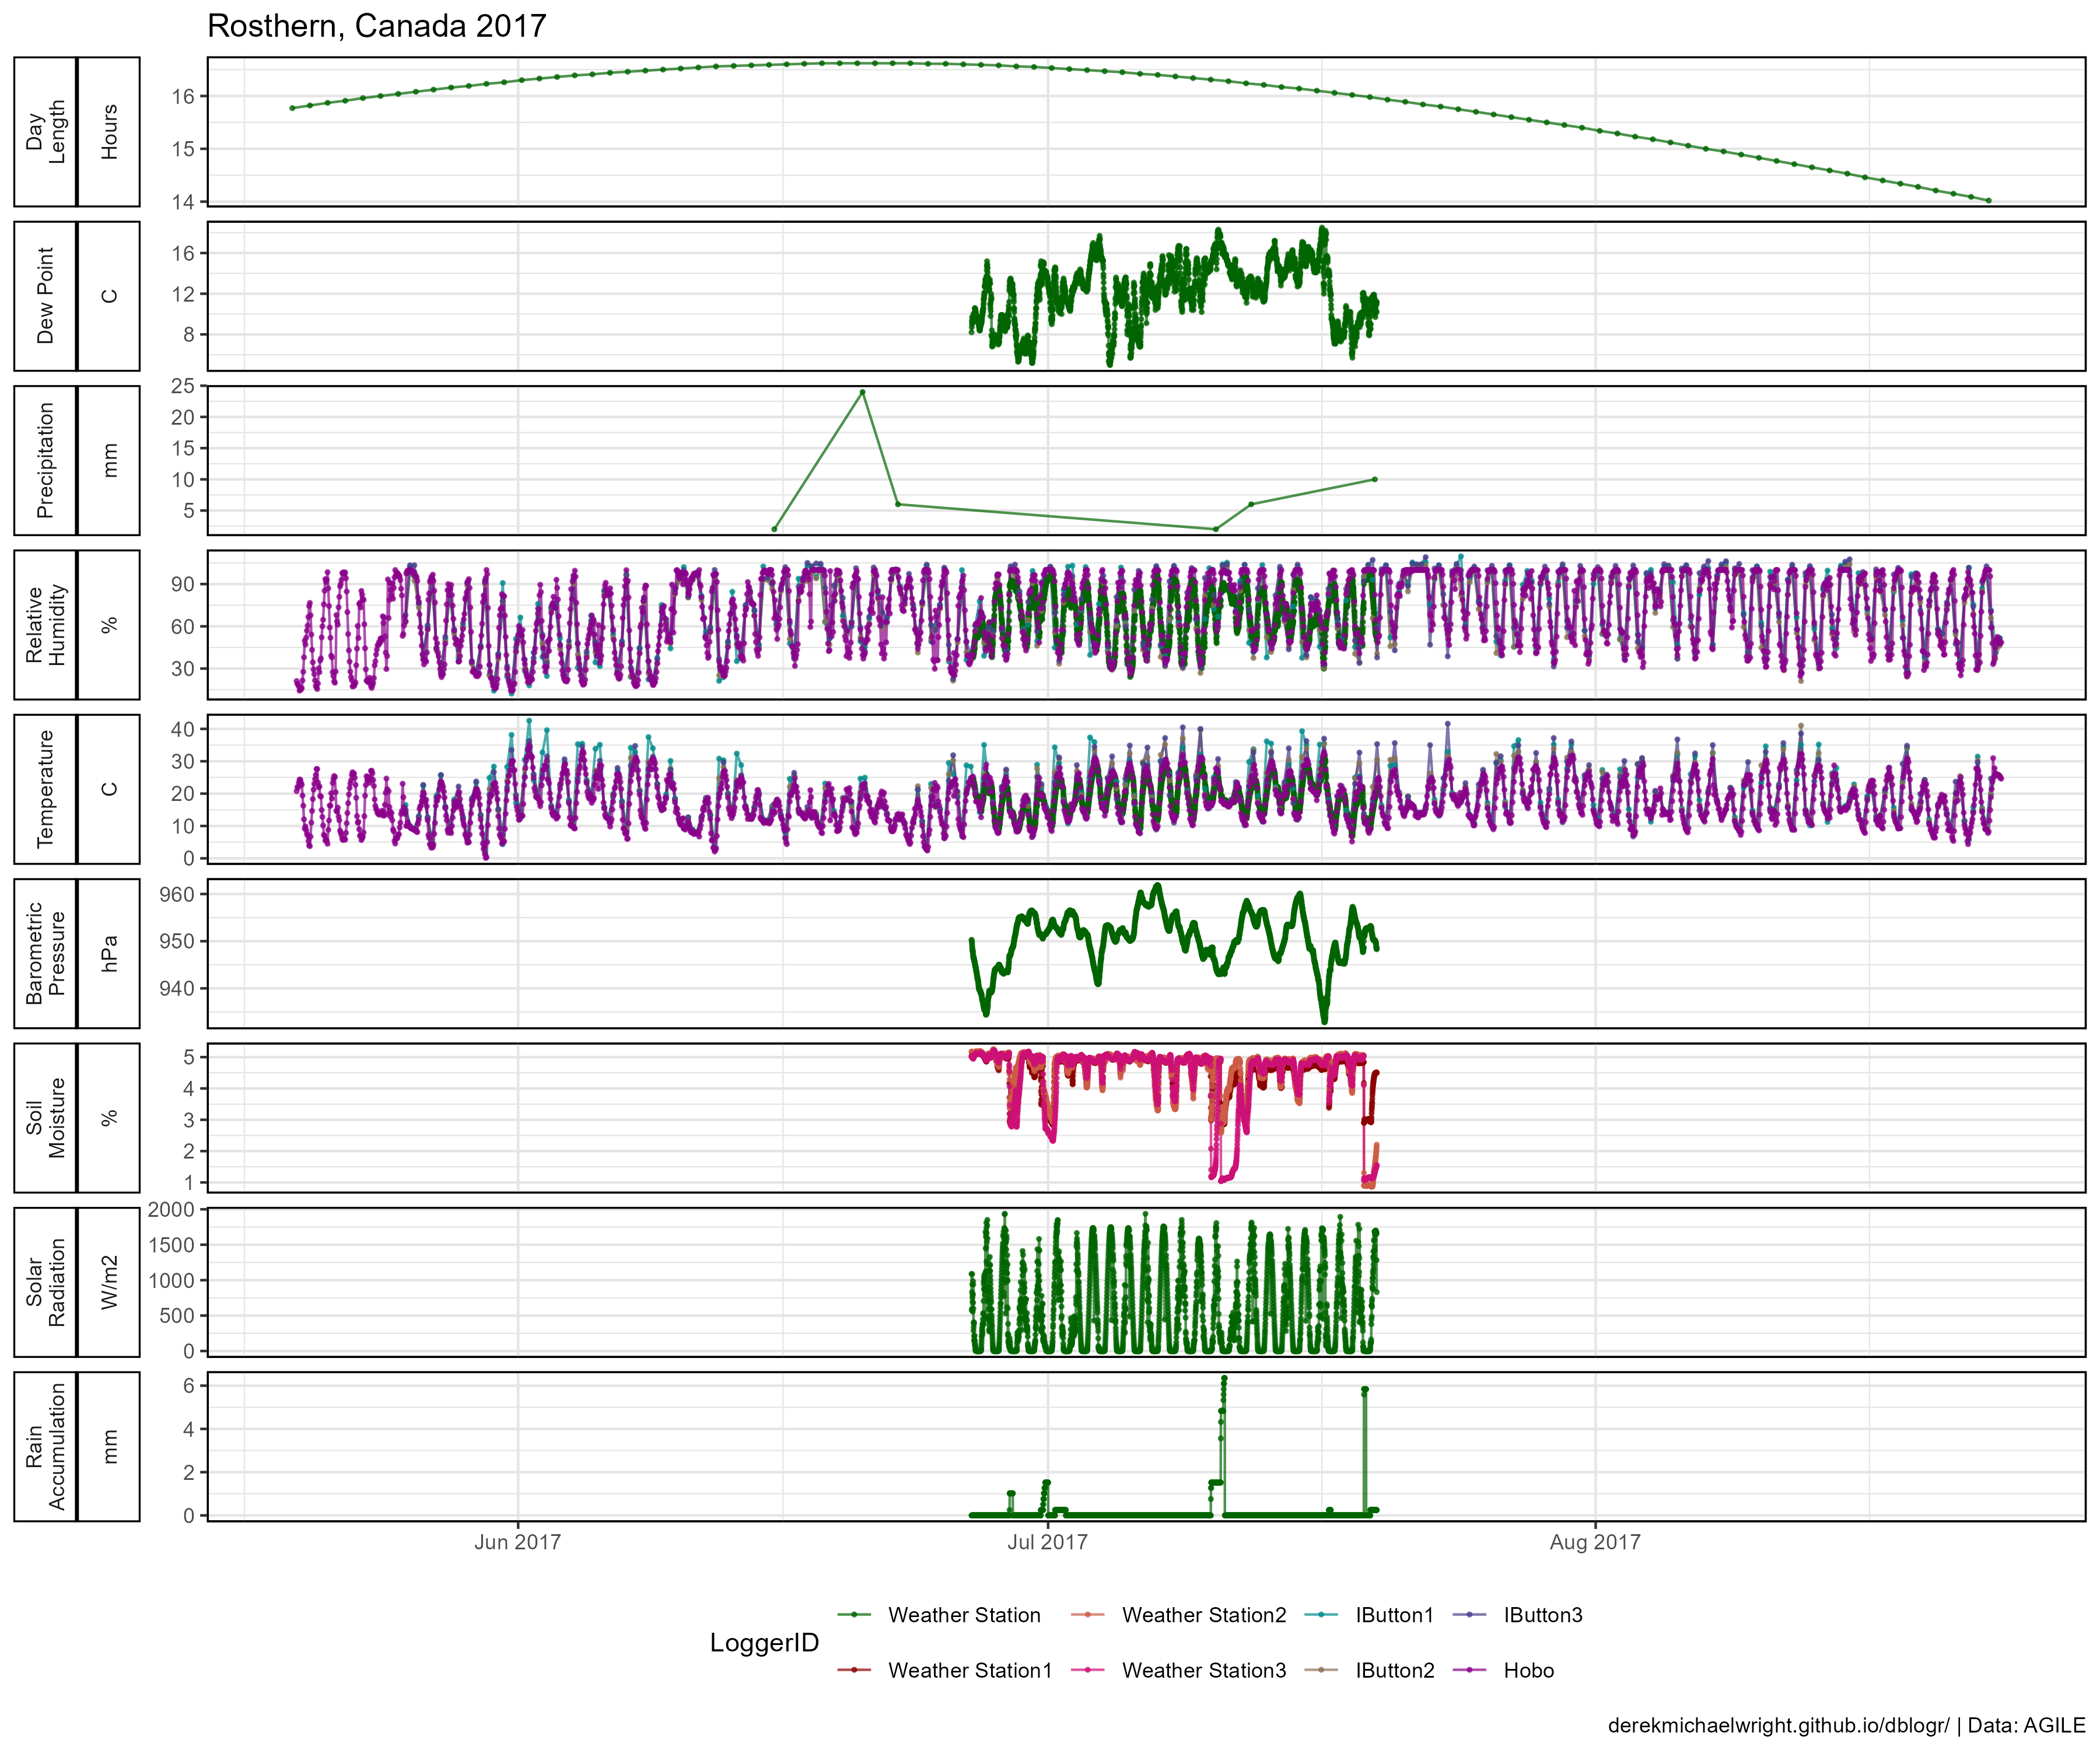 Rosthern, Canada 2017
Day
Length
Hours
16
15
14
Dew Point
C
16
12
8
Precipitation
mm
25
20
15
10
5
Relative
Humidity
%
90
60
30
Temperature
C
40
30
20
10
0
Barometric
Pressure
hPa
960
950
940
Soil
Moisture
%
5
4
3
2
1
Solar
Radiation
W/m2
2000
1500
1000
500
0
Rain
Accumulation
mm
6
4
2
0
Jun 2017 Jul 2017 Aug 2017
LoggerID
Weather Station Weather Station2 IButton1 IButton3
Weather Station1 Weather Station3 IButton2 Hobo
derekmichaelwright.github.io/dblogr/ | Data: AGILE